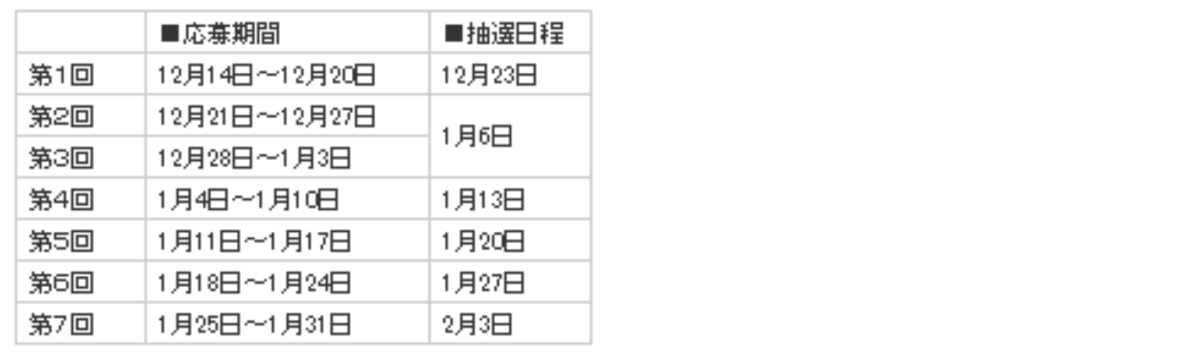 ■応募期間 ■抽選日程
第1回 12月14日～12月20日 12月23日
第2回 12月21日～12月27日 1月6日
第3回 12月28日～1月3日
第4回 1月4日～1月10日 1月13日
第5回 1月11日～1月17日 1月20日
第6回 1月18日～1月24日 1月27日
第7回 1月25日～1月31日 2月3日